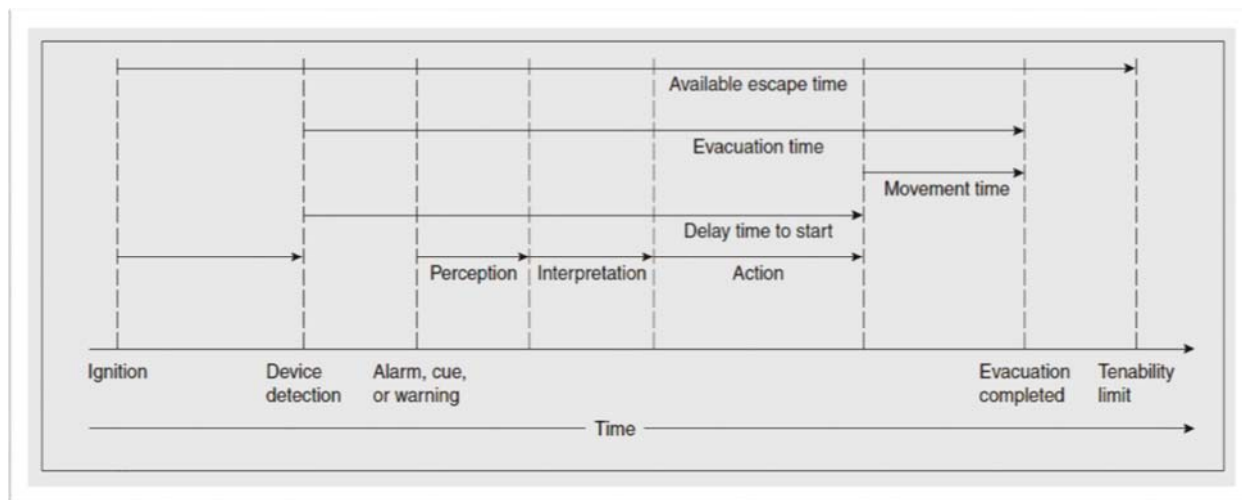 Available escape time
Evacuation time
Movement time
Delay time to start
Perception
Interpretation
Action
Ignition
Device
detection
Alarm, cue,
or warning
Evacuation
completed
Tenability
limit
Time